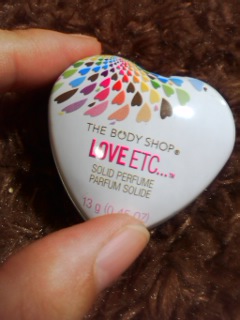 THE BODY SHOP®
LOVE ETC...™
SOLID PERFUME
PARFUM SOLIDE
13 g (0.45 OZ)